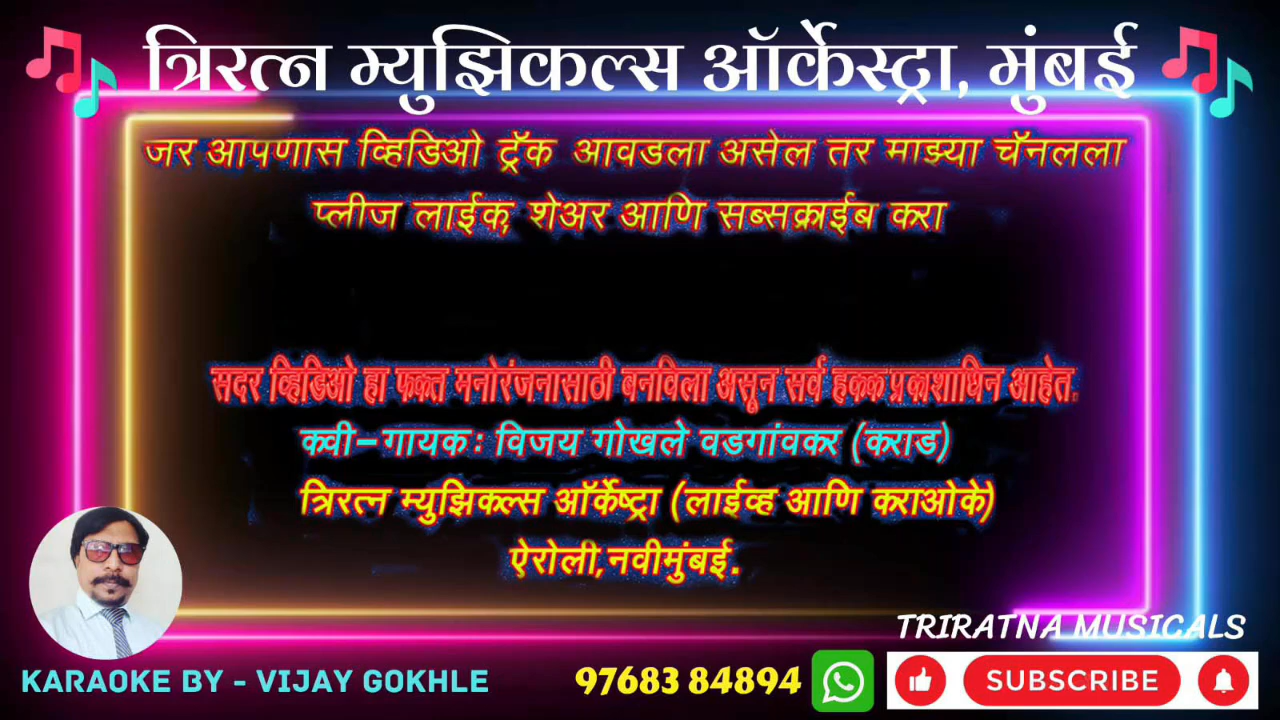 त्रिरत्न म्युझिकल्स ऑर्केस्ट्रा, मुंबई
जर आपणास व्हिडिओ ट्रॅक आवडला असेल तर माझ्या चॅनलला
प्लीज लाईक, शेअर आणि सब्सक्राईब करा
सदर व्हिडिओ हा फक्त मनोरंजनासाठी बनविला असून सर्व हक्क प्रकाशाधिन आहेत.
कवी-गायक: विजय गोखले वडगांवकर (कराड)
त्रिरत्न म्युझिकल्स ऑर्केष्ट्रा (लाईव्ह आणि कराओके)
ऐरोली,नवीमुंबई.
TRIRATNA MUSICALS
KARAOKE BY - VIJAY GOKHLE 97683 84894 SUBSCRIBE